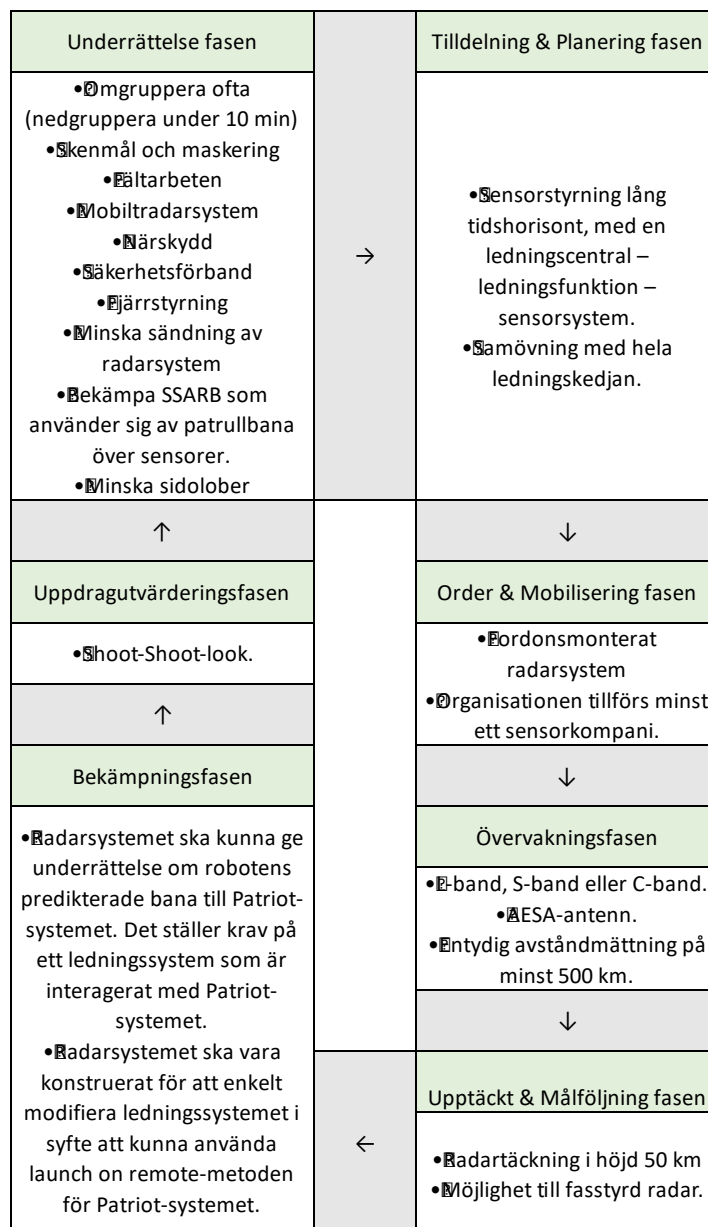 Underrättelse fasen
Tilldelning & Planering fasen
•Omgruppera ofta
(nedgruppera under 10 min)
•Skenmål och maskering
•Fältarbeten
•Mobiltradarsystem
•Närskydd
•Säkerhetsförband
•Fjärrstyrning
•Minska sändning av
radarsystem
•Bekämpa SSARB som
använder sig av patrullbana
över sensorer.
•Minska sidolober
→
•Sensorstyrning lång
tidshorisont, med en
ledningscentral –
ledningsfunktion –
sensorsystem.
•Samövning med hela
ledningskedjan.
↑
↓
Uppdragutvärderingsfasen
Order & Mobilisering fasen
•Shoot-Shoot-look.
•Fordonsmonterat
radarsystem
•Organisationen tillförs minst
ett sensorkompani.
↑
↓
Bekämpningsfasen
Övervakningsfasen
•Radarsystemet ska kunna ge
underrättelse om robotens
predikterade bana till Patriot-
systemet. Det ställer krav på
ett ledningssystem som är
interagerat med Patriot-
systemet.
•Radarsystemet ska vara
konstruerat för att enkelt
modifiera ledningssystemet i
syfte att kunna använda
launch on remote-metoden
för Patriot-systemet.
•L-band, S-band eller C-band.
•AESA-antenn.
•Entydig avståndmättning på
minst 500 km.
↓
←
Upptäckt & Målföljning fasen
•Radartäckning i höjd 50 km
•Möjlighet till fasstyrd radar.